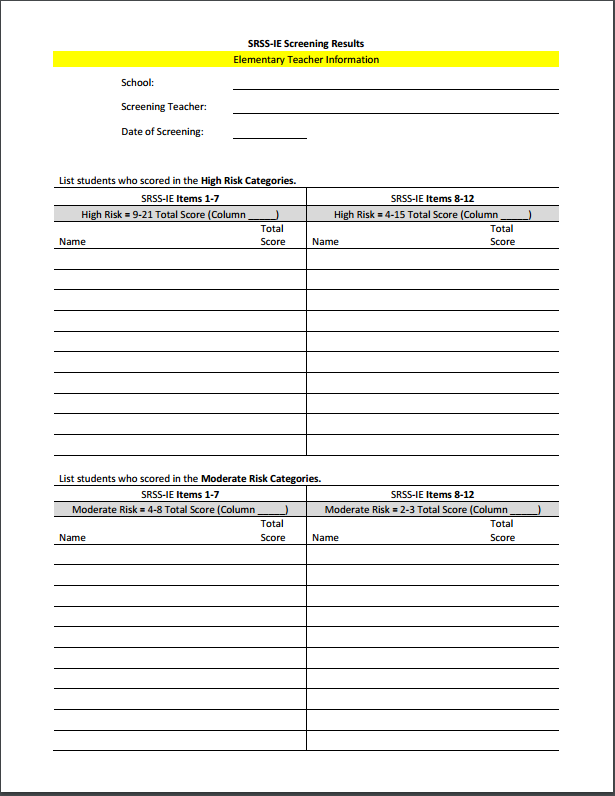 SRSS-IE Screening Results
Elementary Teacher Information
School:
Screening Teacher:
Date of Screening:
List students who scored in the High Risk Categories.
SRSS-IE Items 1-7 SRSS-IE Items 8-12
High Risk = 9-21 Total Score (Column _____) High Risk = 4-15 Total Score (Column _____)
Total Total
Name Score Name Score
List students who scored in the Moderate Risk Categories.
SRSS-IE Items 1-7 SRSS-IE Items 8-12
Moderate Risk = 4-8 Total Score (Column _____) Moderate Risk = 2-3 Total Score (Column _____)
Total Total
Name Score Name Score